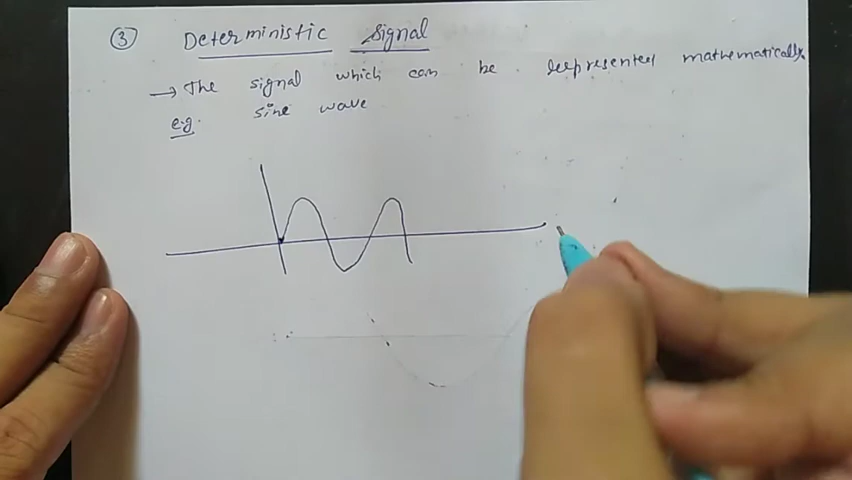 ③ Deterministic Signal
→ The signal which can be represented mathematically.
e.g. sine wave